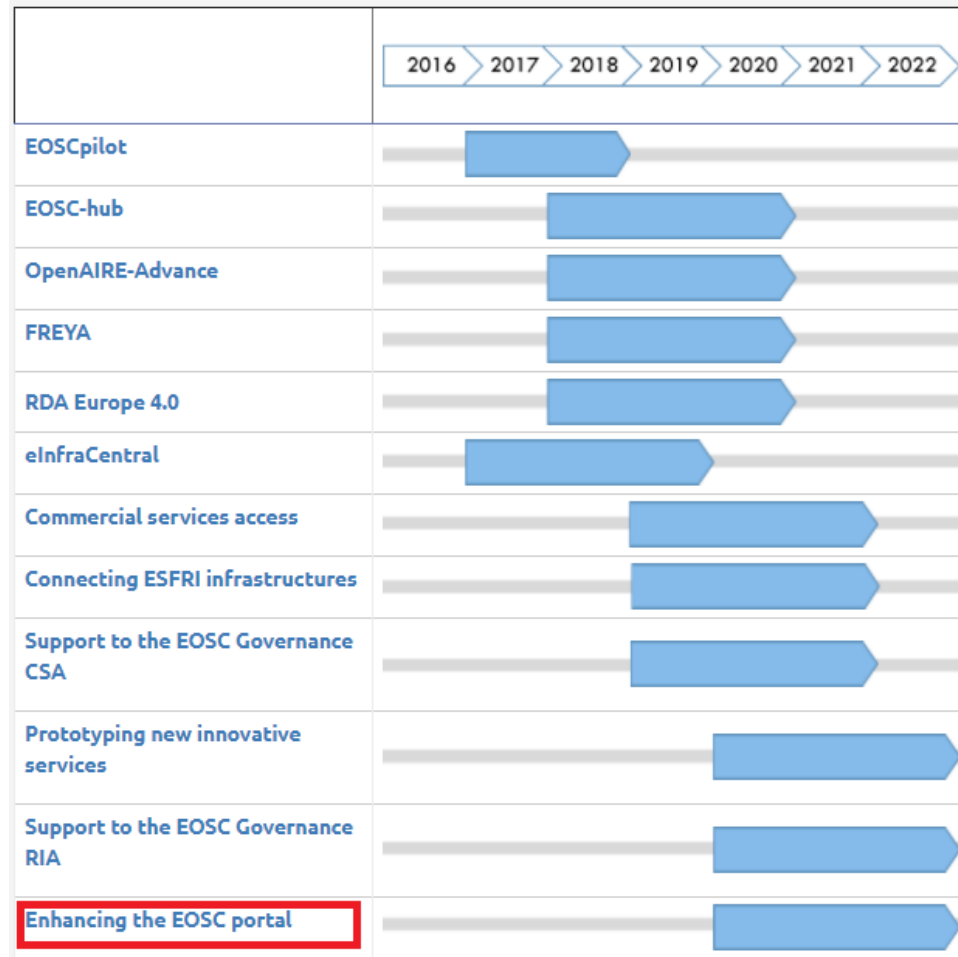 2016 2017 2018 2019 2020 2021 2022
EOSCpilot
EOSC-hub
OpenAIRE-Advance
FREYA
RDA Europe 4.0
eInfraCentral
Commercial services access
Connecting ESFRI infrastructures
Support to the EOSC Governance
CSA
Prototyping new innovative
services
Support to the EOSC Governance
RIA
Enhancing the EOSC portal